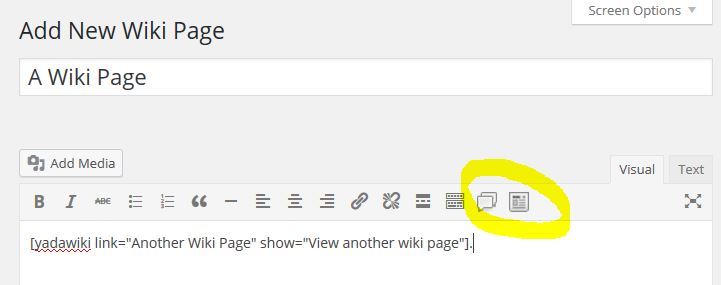 Screen Options
Add New Wiki Page
A Wiki Page
Add Media
Visual Text
B I ABC
[yadawiki link="Another Wiki Page" show="View another wiki page"].